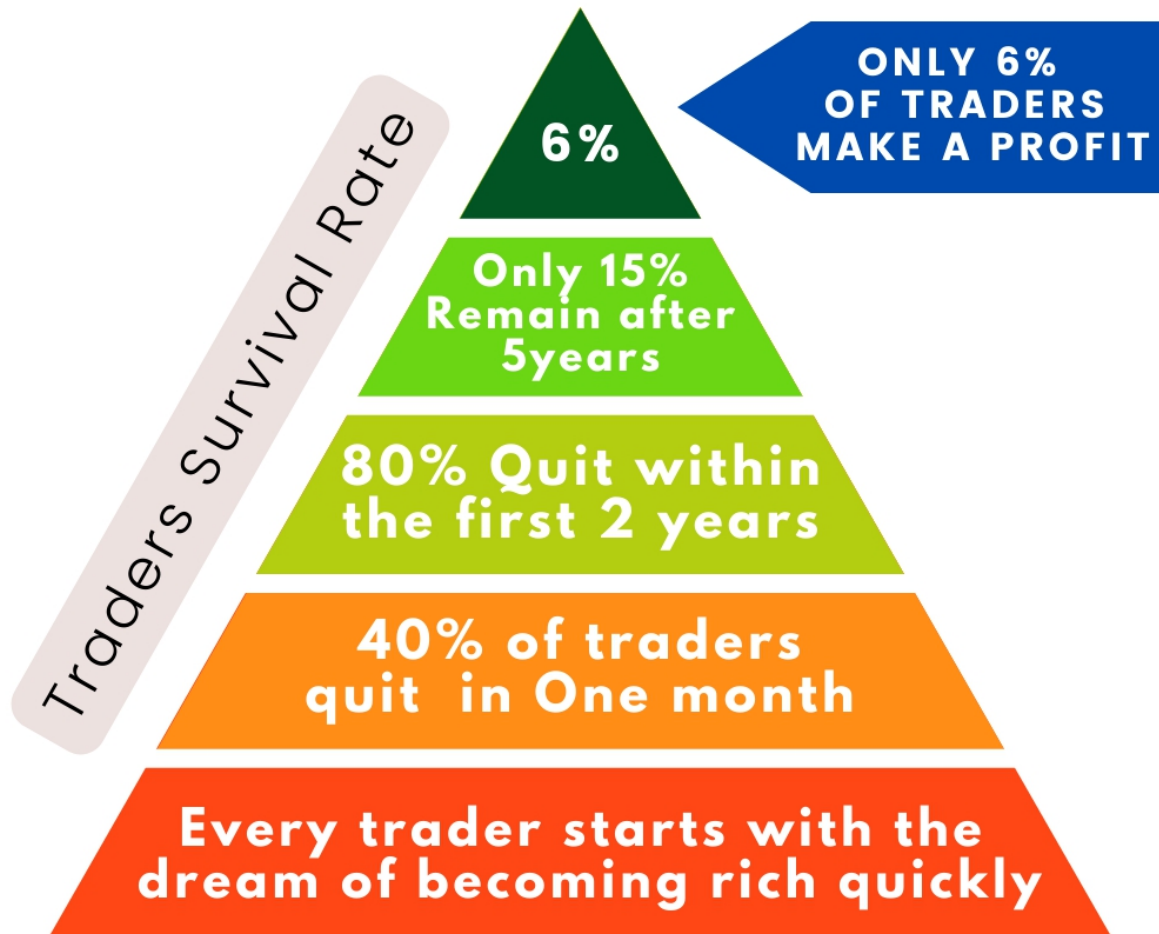 Traders Survival Rate
6%
ONLY 6%
OF TRADERS
MAKE A PROFIT
Only 15%
Remain after
5years
80% Quit within
the first 2 years
40% of traders
quit in One month
Every trader starts with the
dream of becoming rich quickly